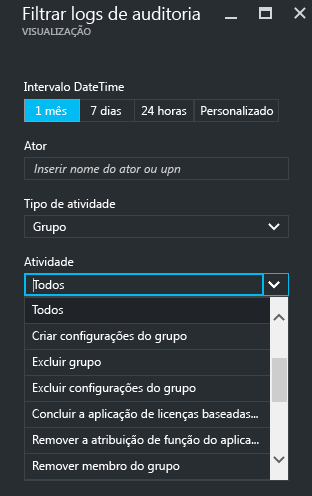 Filtrar logs de auditoria
VISUALIZAÇÃO
Intervalo DateTime
1 mês 7 dias 24 horas Personalizado
Ator
Inserir nome do ator ou upn
Tipo de atividade
Grupo
Atividade
Todos
Todos
Criar configurações do grupo
Excluir grupo
Excluir configurações do grupo
Concluir a aplicação de licenças baseadas...
Remover a atribuição de função do aplica...
Remover membro do grupo